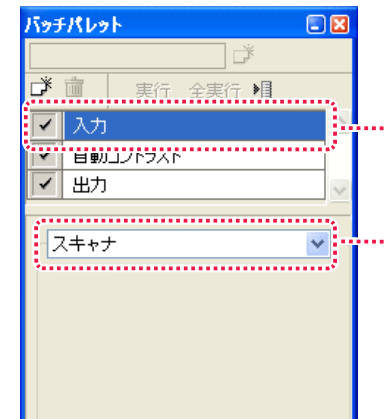 バッチパレット
実行 全実行
入力
自動コントラスト
出力
スキャナ